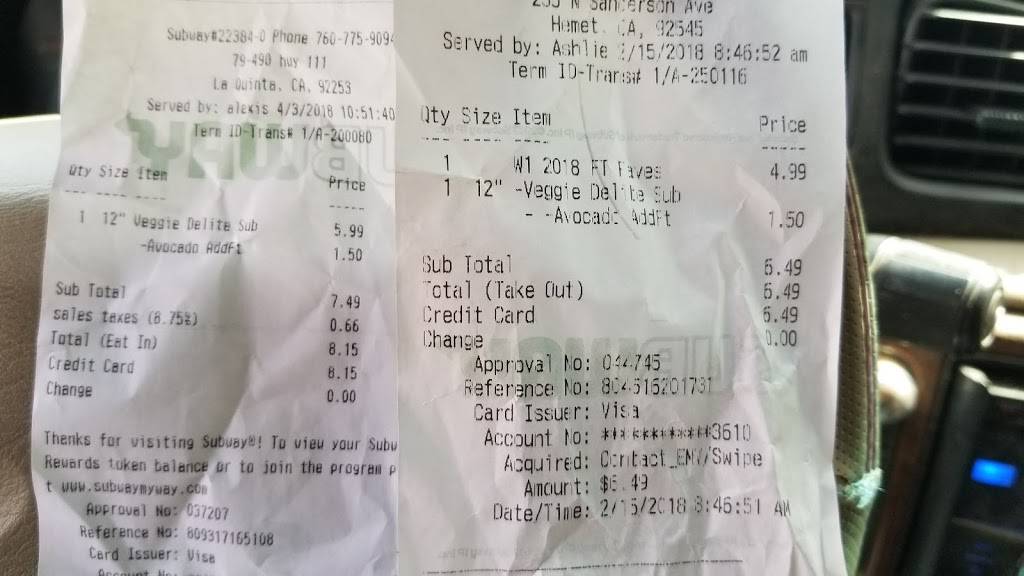 Subway#22384-0 Phone 760-775-9094
79-490 hwy 111
La Quinta, CA, 92253
Served by: alexis 4/3/2018 10:51:40
Term ID-Trans# 1/A-200080
Qty Size Item Price
1 12" Veggie Delite Sub 5.99
-Avocado AddFt 1.50
Sub Total 7.49
sales taxes (8.75%) 0.66
Total (Eat In) 8.15
Credit Card 8.15
Change 0.00
Thanks for visiting Subway®! To view your Subw
Rewards token balance or to join the program
t www.subwaymyway.com
Approval No: 037207
Reference No: 809317165108
Card Issuer: Visa
Account No:
N Sanderson Ave
Hemet, CA, 92545
Served by: Ashlie 2/15/2018 8:46:52 am
Term ID-Trans# 1/A-250116
Qty Size Item Price
1 W1 2018 FT Faves 4.99
1 12" -Veggie Delite Sub
- -Avocado AddFt 1.50
Sub Total 6.49
Total (Take Out) 6.49
Credit Card 6.49
Change 0.00
Approval No: 044745
Reference No: 804616201731
Card Issuer: Visa
Account No: ************3610
Acquired: Contact_EMV/Swipe
Amount: $6.49
Date/Time: 2/15/2018 8:46:51 AM